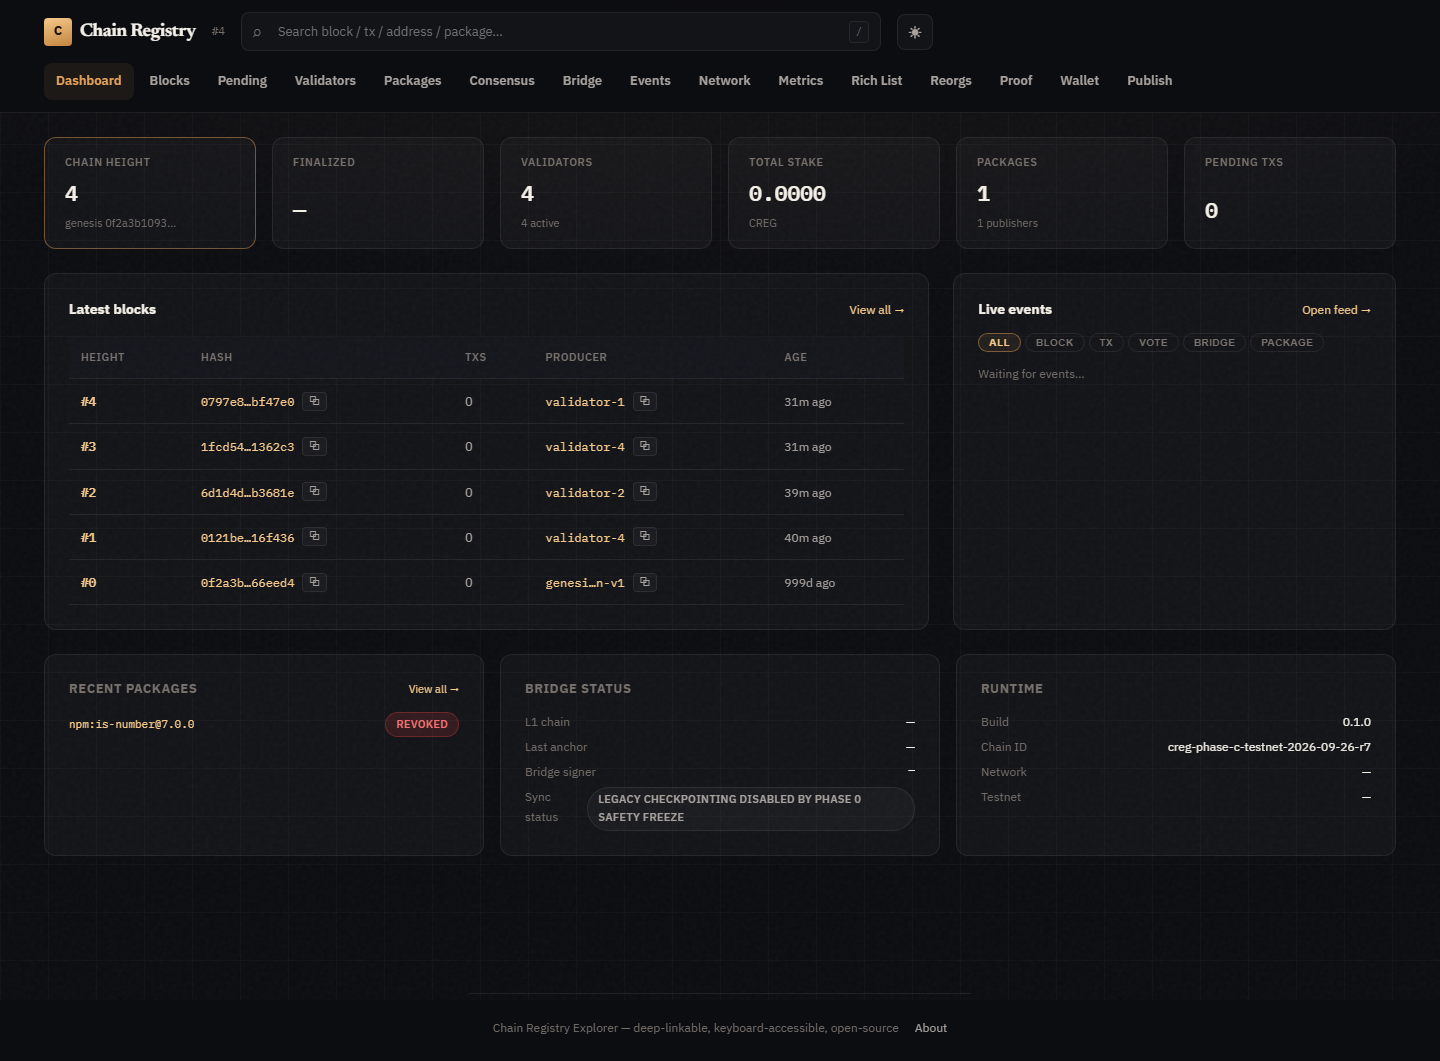 C Chain Registry #4 Search block / tx / address / package... /
Dashboard Blocks Pending Validators Packages Consensus Bridge Events Network Metrics Rich List Reorgs Proof Wallet Publish
CHAIN HEIGHT FINALIZED VALIDATORS TOTAL STAKE PACKAGES PENDING TXS
4 — 4 0.0000 1 0
genesis 0f2a3b1093… 4 active CREG 1 publishers
Latest blocks View all →
HEIGHT HASH TXS PRODUCER AGE
#4 0797e8…bf47e0 0 validator-1 31m ago
#3 1fcd54…1362c3 0 validator-4 31m ago
#2 6d1d4d…b3681e 0 validator-2 39m ago
#1 0121be…16f436 0 validator-4 40m ago
#0 0f2a3b…66eed4 0 genesi…n-v1 999d ago
Live events Open feed →
ALL BLOCK TX VOTE BRIDGE PACKAGE
Waiting for events…
RECENT PACKAGES View all →
npm:is-number@7.0.0 REVOKED
BRIDGE STATUS
L1 chain —
Last anchor —
Bridge signer —
Sync status LEGACY CHECKPOINTING DISABLED BY PHASE 0
SAFETY FREEZE
RUNTIME
Build 0.1.0
Chain ID creg-phase-c-testnet-2026-09-26-r7
Network —
Testnet —
Chain Registry Explorer — deep-linkable, keyboard-accessible, open-source About